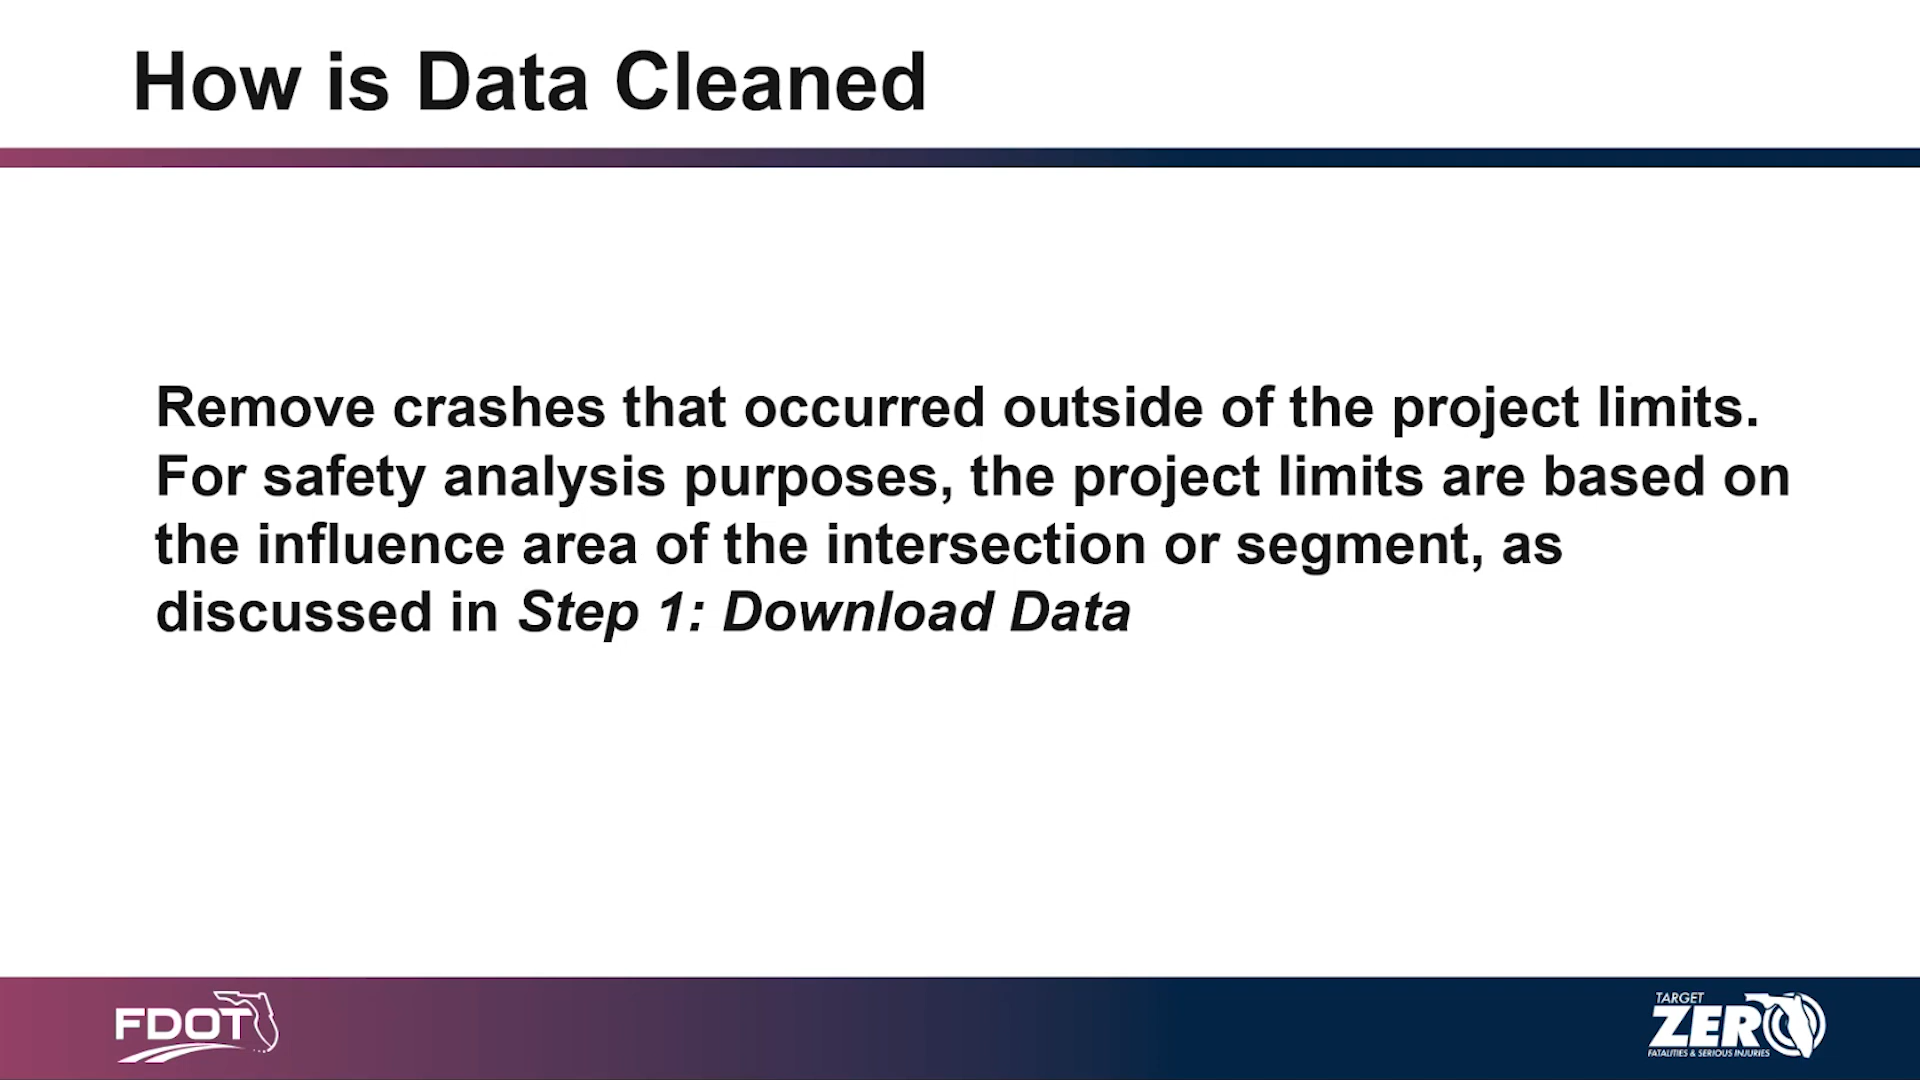 How is Data Cleaned
Remove crashes that occurred outside of the project limits.
For safety analysis purposes, the project limits are based on
the influence area of the intersection or segment, as
discussed in Step 1: Download Data
FDOT
TARGET
ZERO
FATALITIES & SERIOUS INJURIES